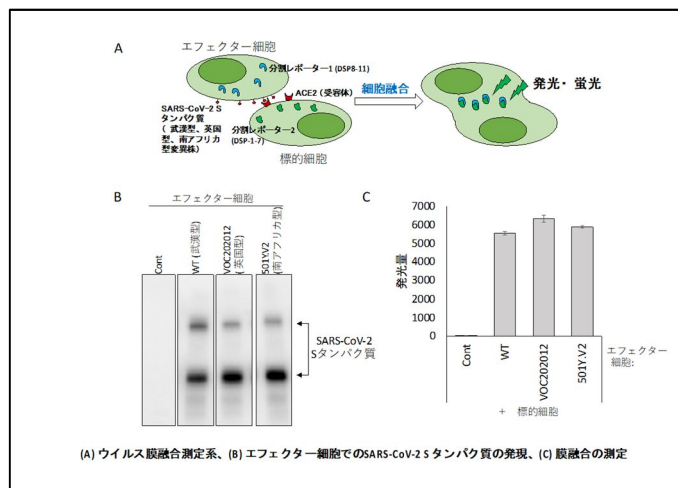 A
エフェクター細胞
分割レポーター1 (DSP8-11)
ACE2 (受容体)
SARS-CoV-2 S
タンパク質
( 武漢型、英国
型、南アフリカ
型変異株)
分割レポーター2
(DSP-1-7)
標的細胞
細胞融合
発光・蛍光
B
エフェクター細胞
Cont
WT (武漢型)
VOC202012
(英国型)
501Y.V2
(南アフリカ型)
SARS-CoV-2
Sタンパク質
C
発光量
7000
6000
5000
4000
3000
2000
1000
0
Cont
WT
VOC202012
501Y.V2
エフェクター
細胞:
+ 標的細胞
(A) ウイルス膜融合測定系、(B) エフェクター細胞でのSARS-CoV-2 S タンパク質の発現、(C) 膜融合の測定